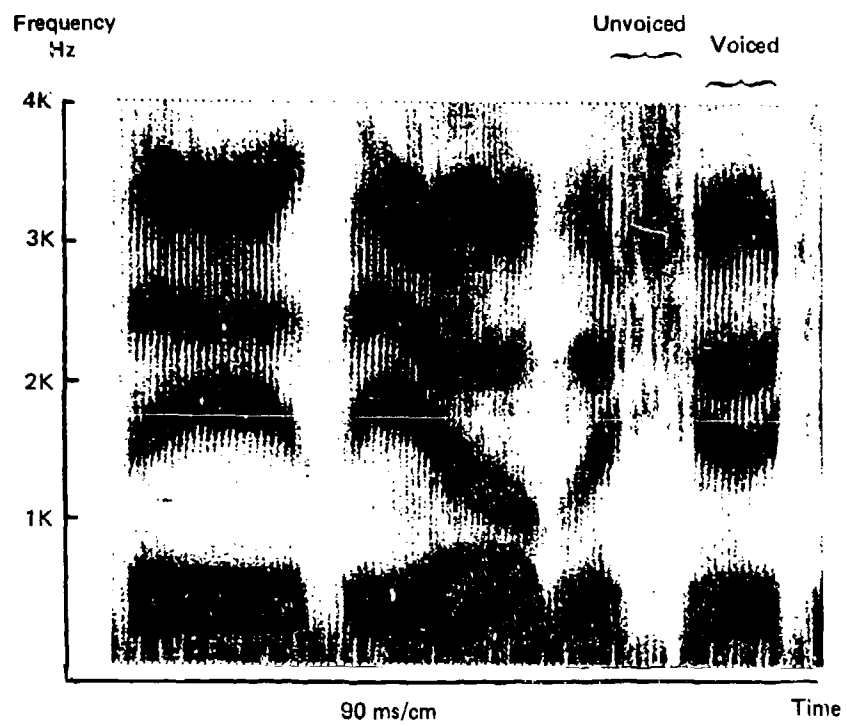 Frequency
Hz
Unvoiced
Voiced
4K
3K
2K
1K
90 ms/cm
Time